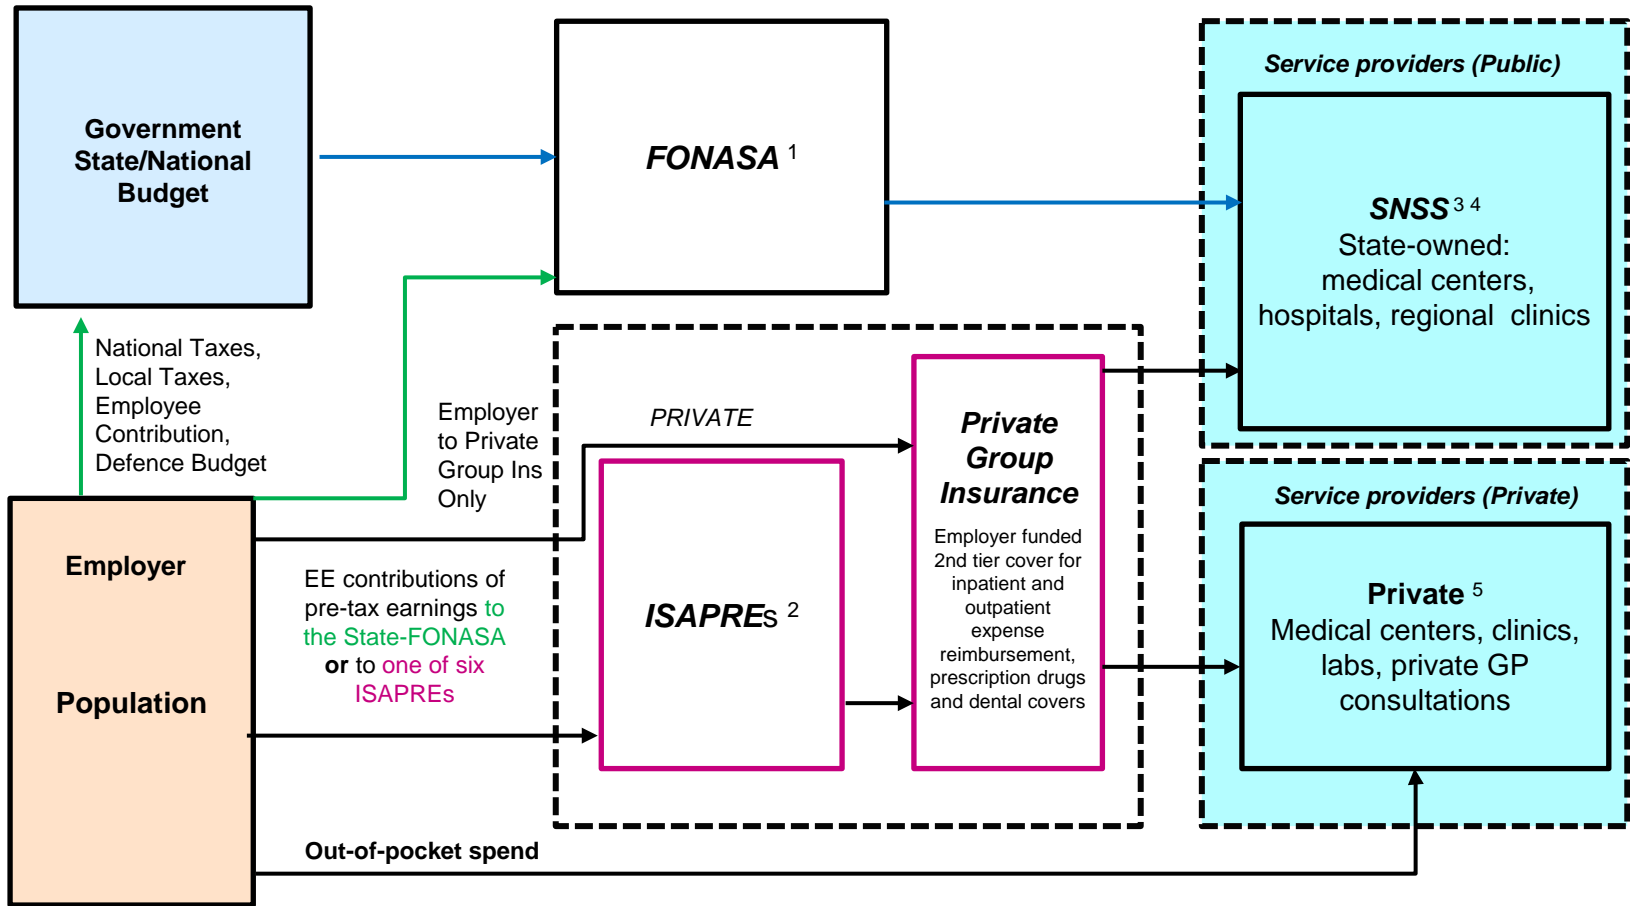 Government
State/National
Budget
FONASA 1
Service providers (Public)
SNSS 3 4
State-owned:
medical centers,
hospitals, regional clinics
National Taxes,
Local Taxes,
Employee
Contribution,
Defence Budget
Employer
to Private
Group Ins
Only
PRIVATE
Private
Group
Insurance
Employer funded
2nd tier cover for
inpatient and
outpatient
expense
reimbursement,
prescription drugs
and dental covers
ISAPREs 2
Service providers (Private)
Private 5
Medical centers, clinics,
labs, private GP
consultations
Employer
Population
EE contributions of
pre-tax earnings to
the State-FONASA
or to one of six
ISAPREs
Out-of-pocket spend